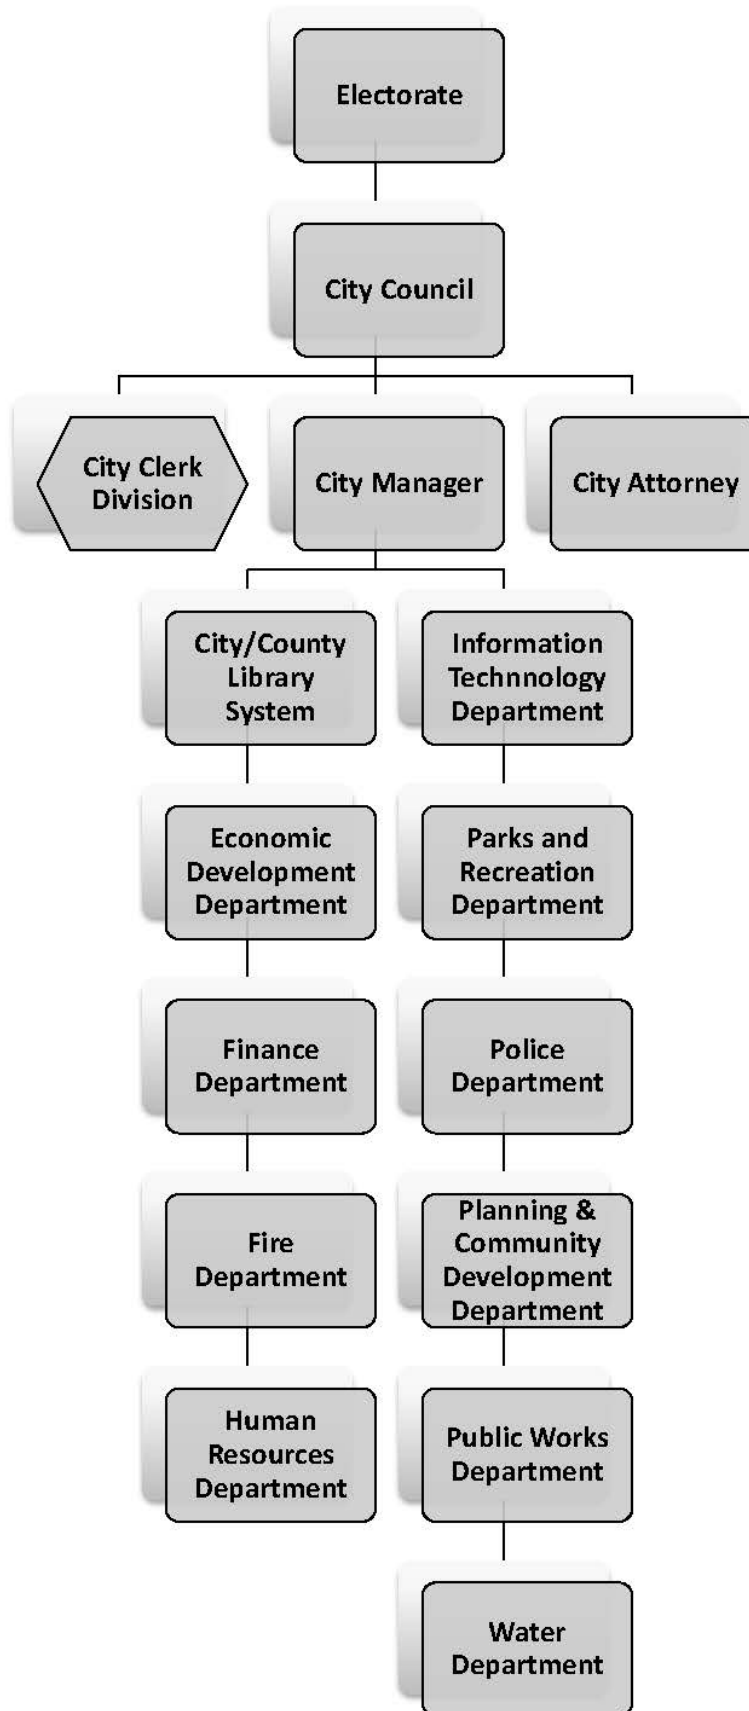 Electorate
City Council
City Clerk
Division
City Manager
City Attorney
City/County
Library
System
Information
Technnology
Department
Economic
Development
Department
Parks and
Recreation
Department
Finance
Department
Police
Department
Fire
Department
Planning &
Community
Development
Department
Human
Resources
Department
Public Works
Department
Water
Department